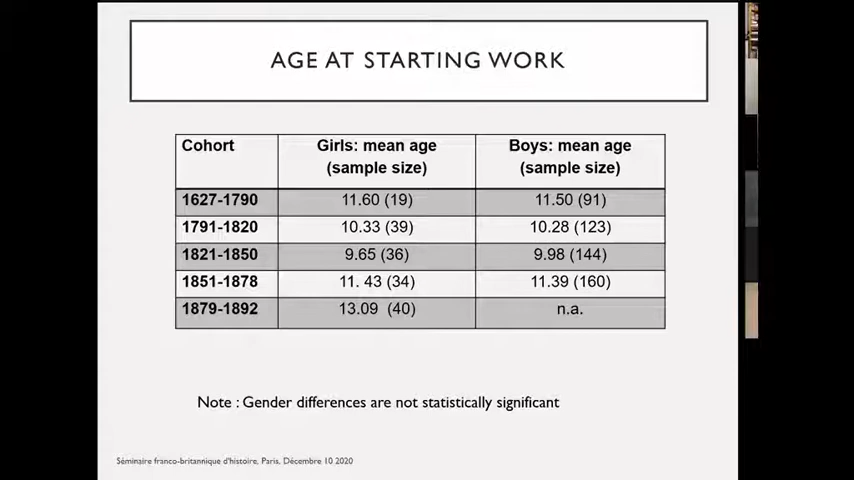 AGE AT STARTING WORK
Cohort Girls: mean age (sample size) Boys: mean age (sample size)
1627-1790 11.60 (19) 11.50 (91)
1791-1820 10.33 (39) 10.28 (123)
1821-1850 9.65 (36) 9.98 (144)
1851-1878 11. 43 (34) 11.39 (160)
1879-1892 13.09 (40) n.a.
Note : Gender differences are not statistically significant
Séminaire franco-britannique d'histoire, Paris, Décembre 10 2020